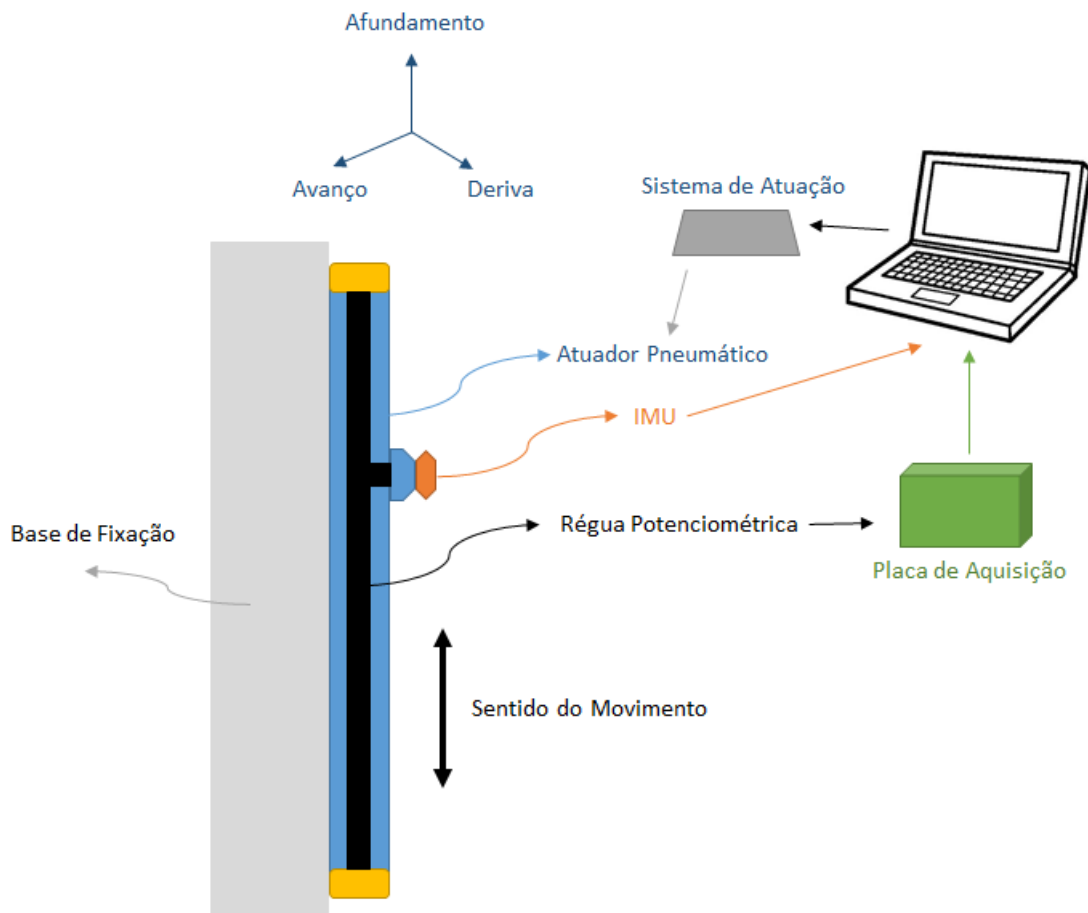 Afundamento
Avanço
Deriva
Sistema de Atuação
Atuador Pneumático
IMU
Régua Potenciométrica
Base de Fixação
Placa de Aquisição
Sentido do Movimento